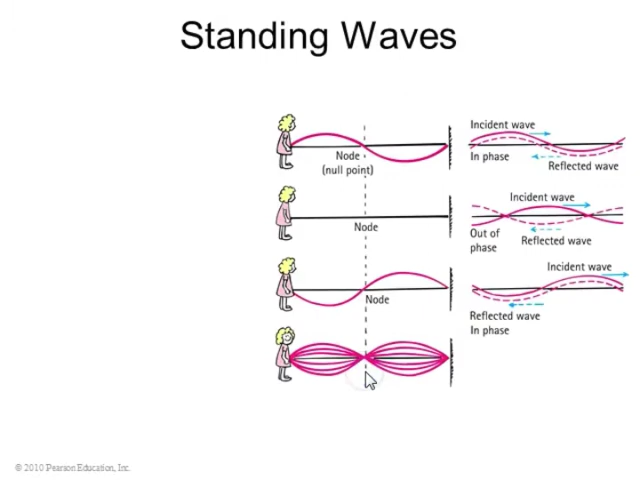 Standing Waves
Incident wave
Node
(null point)
In phase
Reflected wave
Incident wave
Node
Out of
phase
Reflected wave
Incident wave
Node
Reflected wave
In phase
© 2010 Pearson Education, Inc.